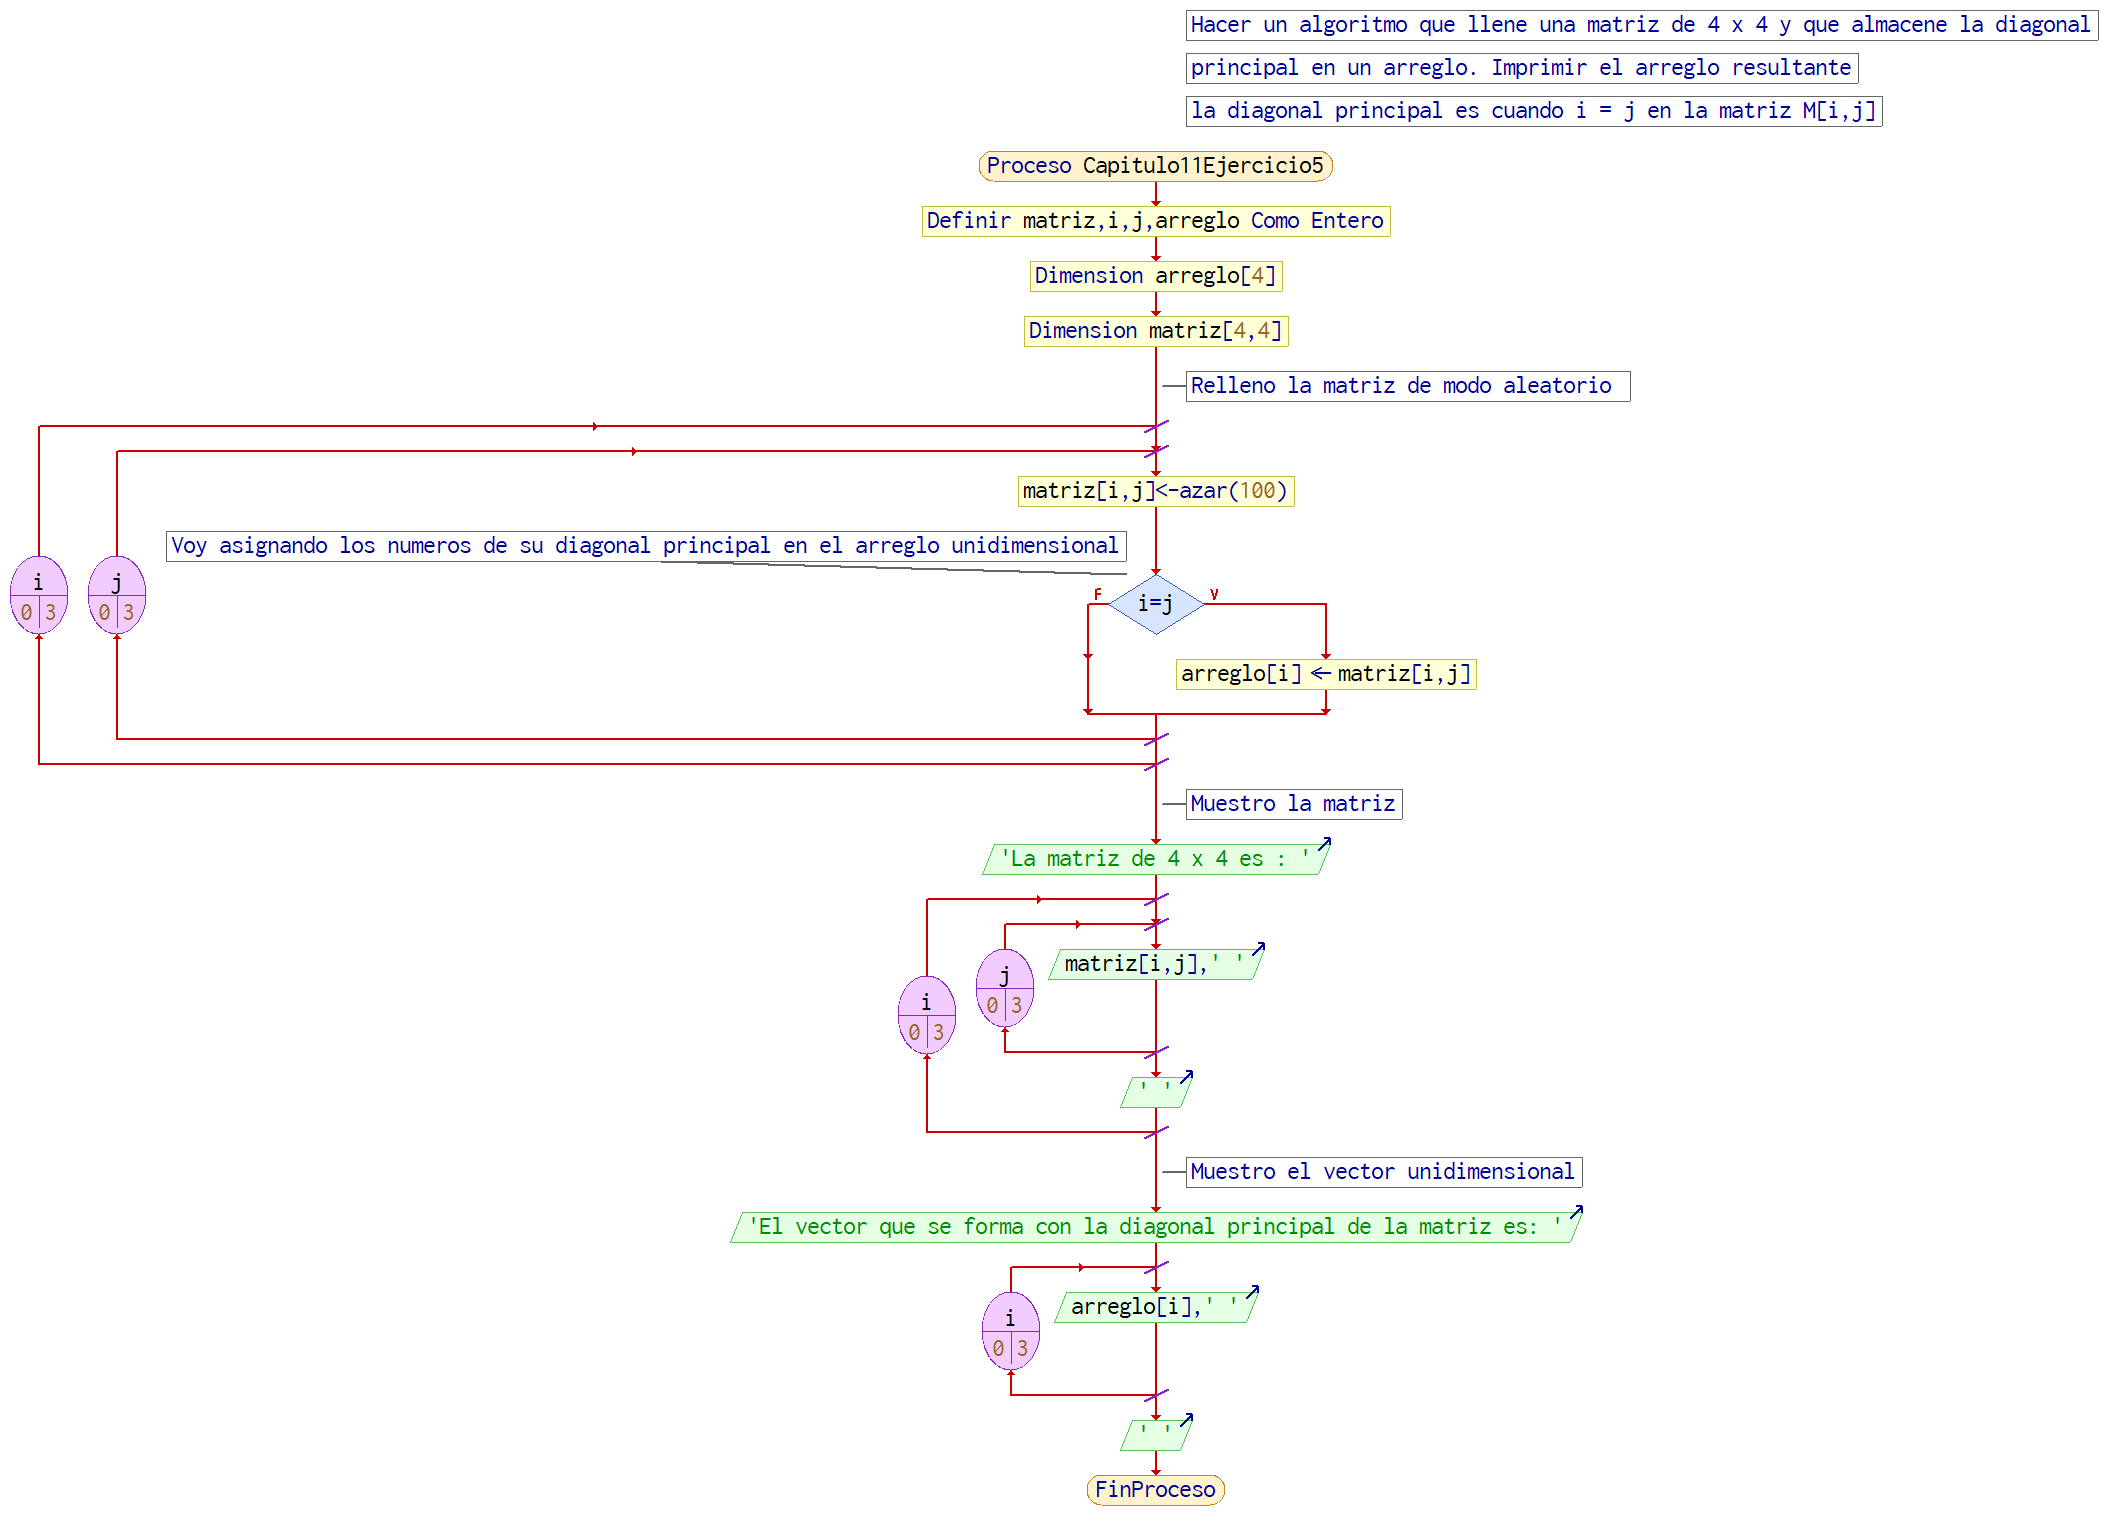 Hacer un algoritmo que llene una matriz de 4 x 4 y que almacene la diagonal
principal en un arreglo. Imprimir el arreglo resultante
la diagonal principal es cuando i = j en la matriz M[i,j]
Proceso Capitulo11Ejercicio5
Definir matriz,i,j,arreglo Como Entero
Dimension arreglo[4]
Dimension matriz[4,4]
Relleno la matriz de modo aleatorio
matriz[i,j]<-azar(100)
Voy asignando los numeros de su diagonal principal en el arreglo unidimensional
i
0 3
j
0 3
F
i=j
V
arreglo[i] ← matriz[i,j]
Muestro la matriz
'La matriz de 4 x 4 es : '
matriz[i,j],' '
j
0 3
i
0 3
' '
Muestro el vector unidimensional
'El vector que se forma con la diagonal principal de la matriz es: '
arreglo[i],' '
i
0 3
' '
FinProceso